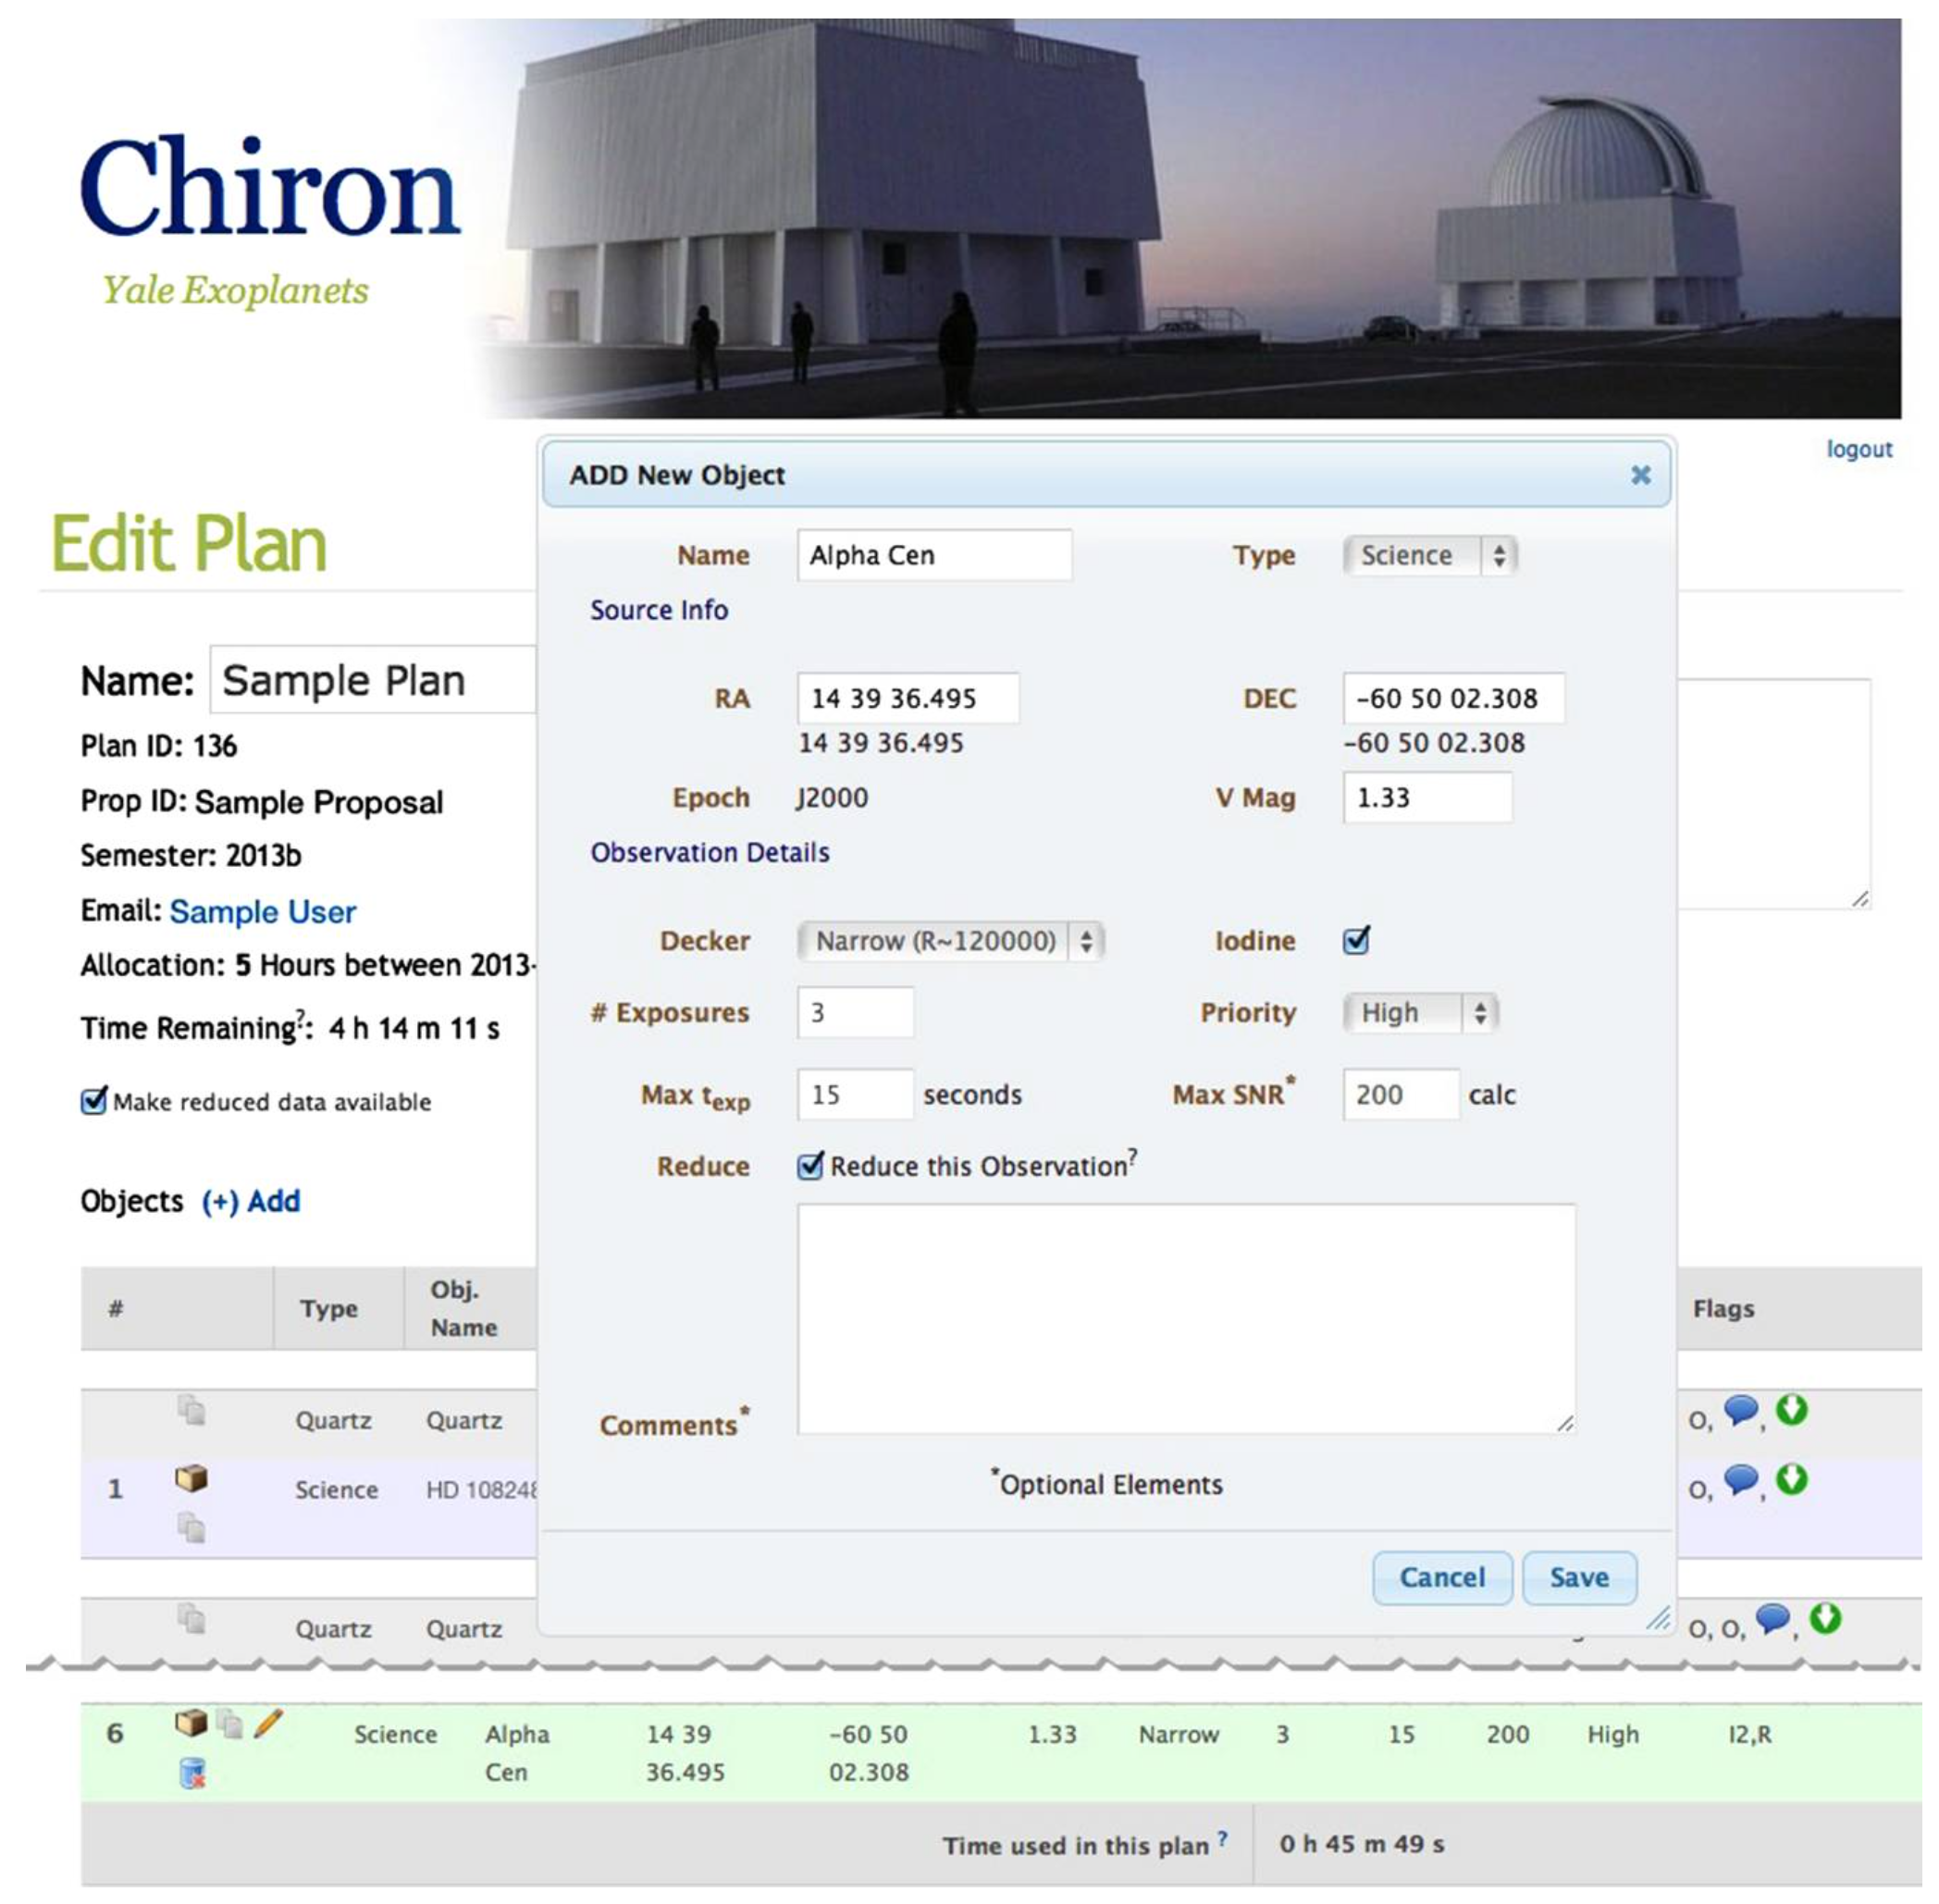 Chiron
Yale Exoplanets
logout
ADD New Object
Edit Plan
Name Alpha Cen Type Science
Source Info
Name: Sample Plan
RA 14 39 36.495 DEC -60 50 02.308
14 39 36.495 -60 50 02.308
Plan ID: 136
Epoch J2000 V Mag 1.33
Prop ID: Sample Proposal
Semester: 2013b
Observation Details
Email: Sample User
Decker Narrow (R~120000) Iodine
Allocation: 5 Hours between 2013-
# Exposures 3 Priority High
Time Remaining?: 4 h 14 m 11 s
Max texp 15 seconds Max SNR* 200 calc
Make reduced data available
Reduce Reduce this Observation?
Objects (+) Add
# Type Obj. Name Flags
Quartz Quartz O, ,
Comments*
1 Science HD 108248 O, ,
*Optional Elements
Cancel Save
Quartz Quartz O, O, ,
6 Science Alpha 14 39 -60 50 1.33 Narrow 3 15 200 High I2,R
Cen 36.495 02.308
Time used in this plan ? 0 h 45 m 49 s